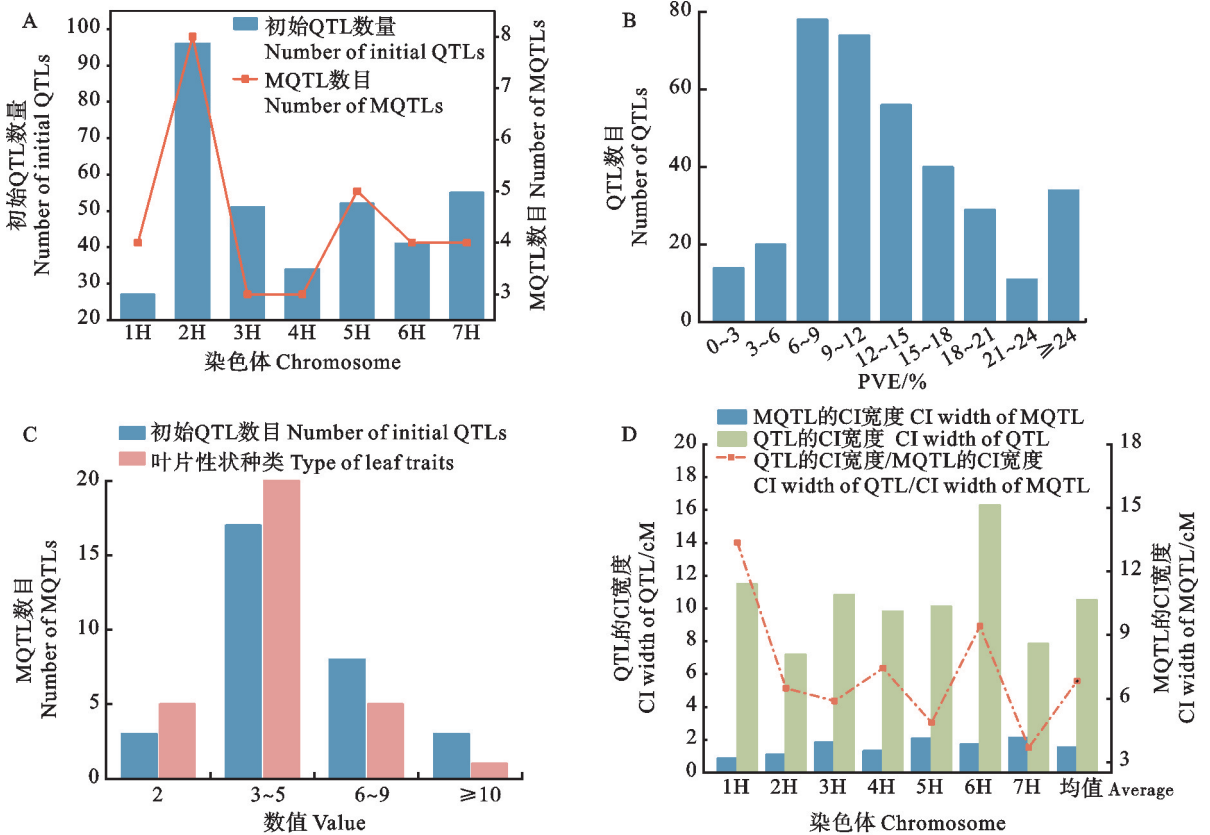 A
初始QTL数量
Number of initial QTLs
MQTL数目
Number of MQTLs
初始QTL数量
Number of initial QTLs
100
90
80
70
60
50
40
30
20
8
7
6
5
4
3
MQTL数目 Number of MQTLs
1H 2H 3H 4H 5H 6H 7H
染色体 Chromosome
B
QTL数目
Number of QTLs
80
60
40
20
0
0~3 3~6 6~9 9~12 12~15 15~18 18~21 21~24 ≥24
PVE/%
C
初始QTL数目 Number of initial QTLs
叶片性状种类 Type of leaf traits
MQTL数目
Number of MQTLs
20
15
10
5
0
2 3~5 6~9 ≥10
数值 Value
D
MQTL的CI宽度 CI width of MQTL
QTL的CI宽度 CI width of QTL
QTL的CI宽度/MQTL的CI宽度
CI width of QTL/CI width of MQTL
QTL的CI宽度
CI width of QTL/cM
20
18
16
14
12
10
8
6
4
2
0
18
15
12
9
6
3
MQTL的CI宽度
CI width of MQTL/cM
1H 2H 3H 4H 5H 6H 7H 均值 Average
染色体 Chromosome